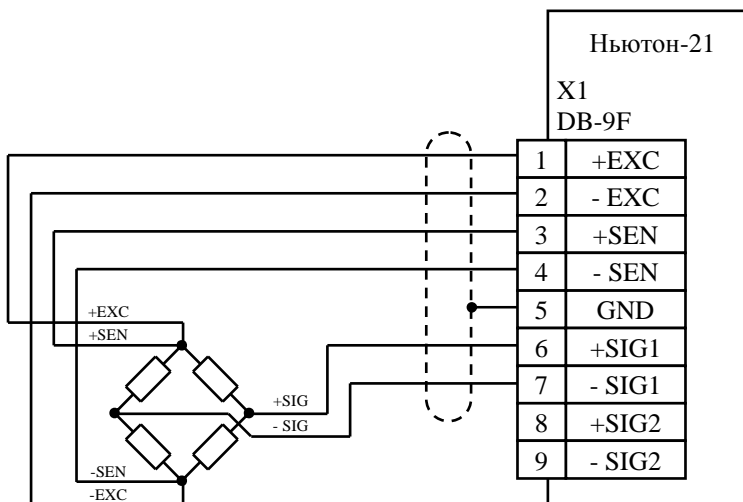 Ньютон-21
X1
DB-9F
1 +EXC
2 - EXC
3 +SEN
4 - SEN
5 GND
6 +SIG1
7 - SIG1
8 +SIG2
9 - SIG2
+EXC
+SEN
+SIG
- SIG
-SEN
-EXC